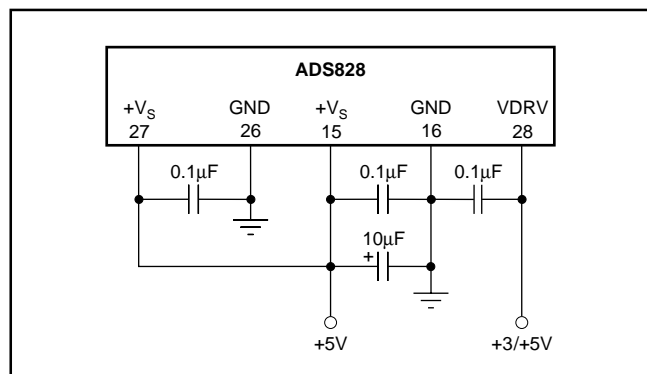 ADS828
+VS GND +VS GND VDRV
27 26 15 16 28
0.1µF 0.1µF 0.1µF
10µF
+
+5V +3/+5V